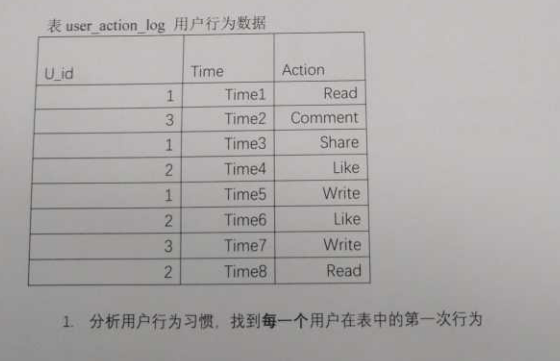 表 user_action_log 用户行为数据
U_id Time Action
1 Time1 Read
3 Time2 Comment
1 Time3 Share
2 Time4 Like
1 Time5 Write
2 Time6 Like
3 Time7 Write
2 Time8 Read
1. 分析用户行为习惯，找到每一个用户在表中的第一次行为